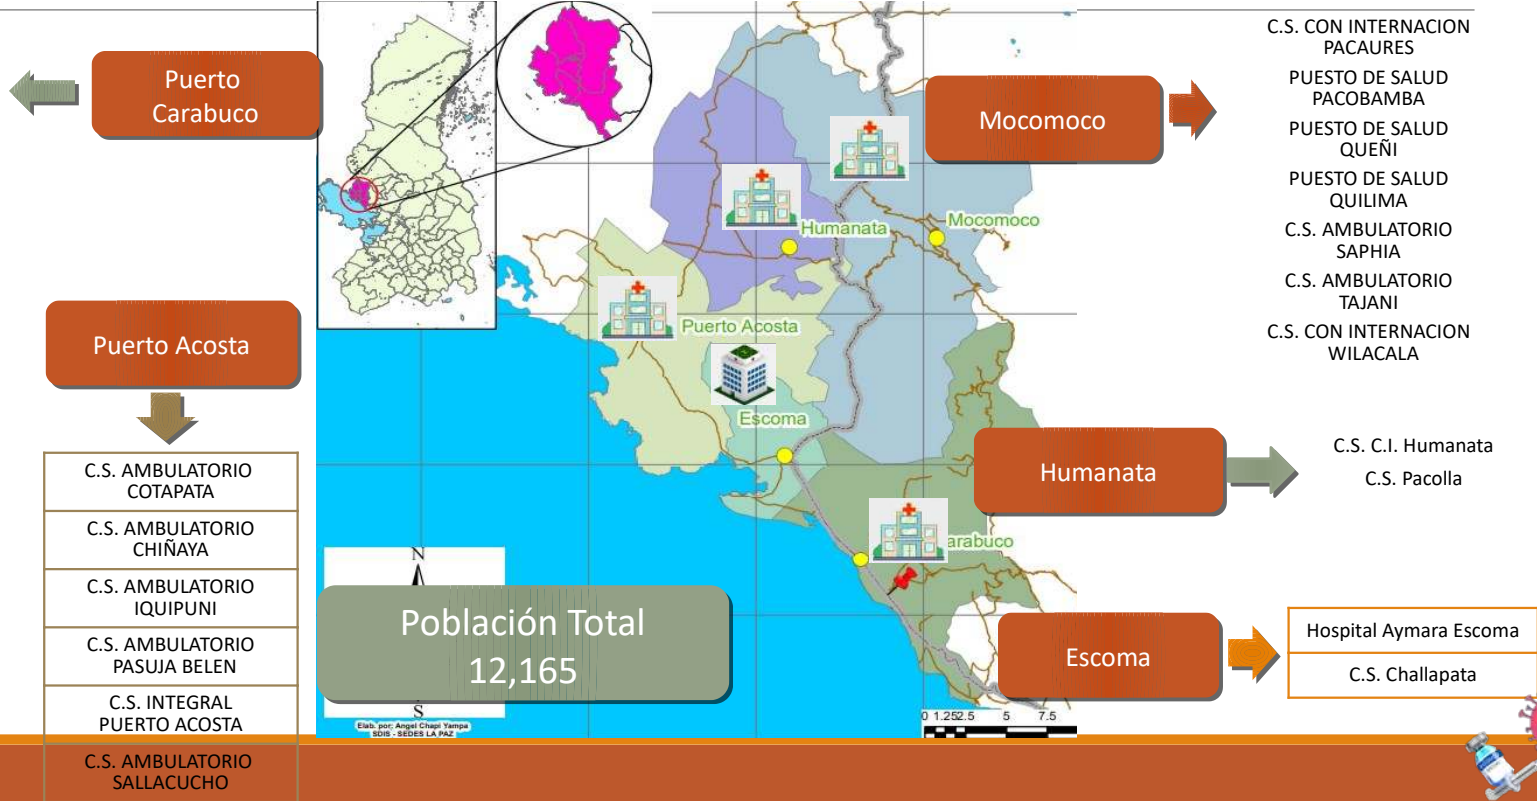 Puerto
Carabuco
Puerto Acosta
C.S. AMBULATORIO
COTAPATA
C.S. AMBULATORIO
CHIÑAYA
C.S. AMBULATORIO
IQUIPUNI
C.S. AMBULATORIO
PASUJA BELEN
C.S. INTEGRAL
PUERTO ACOSTA
C.S. AMBULATORIO
SALLACUCHO
Humanata
Mocomoco
Puerto Acosta
Escoma
arabuco
N
Población Total
12,165
S
Elab. por: Angel Chapi Yampa
SDIS - SEDES LA PAZ
0 1.252.5 5 7.5
Mocomoco
C.S. CON INTERNACION
PACAURES
PUESTO DE SALUD
PACOBAMBA
PUESTO DE SALUD
QUEÑI
PUESTO DE SALUD
QUILIMA
C.S. AMBULATORIO
SAPHIA
C.S. AMBULATORIO
TAJANI
C.S. CON INTERNACION
WILACALA
Humanata
C.S. C.I. Humanata
C.S. Pacolla
Escoma
Hospital Aymara Escoma
C.S. Challapata